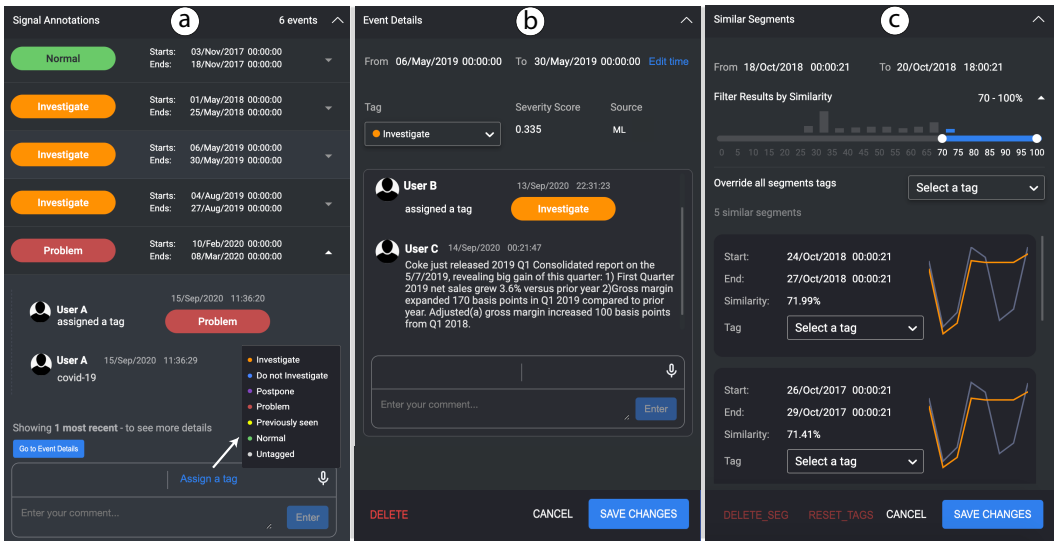 Signal Annotations a 6 events
Normal Starts: 03/Nov/2017 00:00:00
Ends: 18/Nov/2017 00:00:00
Investigate Starts: 01/May/2018 00:00:00
Ends: 25/May/2018 00:00:00
Investigate Starts: 06/May/2019 00:00:00
Ends: 30/May/2019 00:00:00
Investigate Starts: 04/Aug/2019 00:00:00
Ends: 27/Aug/2019 00:00:00
Problem Starts: 10/Feb/2020 00:00:00
Ends: 08/Mar/2020 00:00:00
15/Sep/2020 11:36:20
User A
assigned a tag Problem
User A 15/Sep/2020 11:36:29
covid-19
Investigate
Do not Investigate
Postpone
Problem
Previously seen
Normal
Untagged
Showing 1 most recent - to see more details
Go to Event Details
Assign a tag
Enter your comment...
Enter
Event Details b
From 06/May/2019 00:00:00 To 30/May/2019 00:00:00 Edit time
Tag Severity Score Source
Investigate 0.335 ML
User B 13/Sep/2020 22:31:23
assigned a tag Investigate
User C 14/Sep/2020 00:21:47
Coke just released 2019 Q1 Consolidated report on the
5/7/2019, revealing big gain of this quarter: 1) First Quarter
2019 net sales grew 3.6% versus prior year 2)Gross margin
expanded 170 basis points in Q1 2019 compared to prior
year. Adjusted(a) gross margin increased 100 basis points
from Q1 2018.
Enter your comment...
Enter
DELETE CANCEL SAVE CHANGES
Similar Segments c
From 18/Oct/2018 00:00:21 To 20/Oct/2018 18:00:21
Filter Results by Similarity 70 - 100%
0 5 10 15 20 25 30 35 40 45 50 55 60 65 70 75 80 85 90 95 100
Override all segments tags Select a tag
5 similar segments
Start: 24/Oct/2018 00:00:21
End: 27/Oct/2018 00:00:21
Similarity: 71.99%
Tag Select a tag
Start: 26/Oct/2017 00:00:21
End: 29/Oct/2017 00:00:21
Similarity: 71.41%
Tag Select a tag
DELETE_SEG RESET_TAGS CANCEL SAVE CHANGES